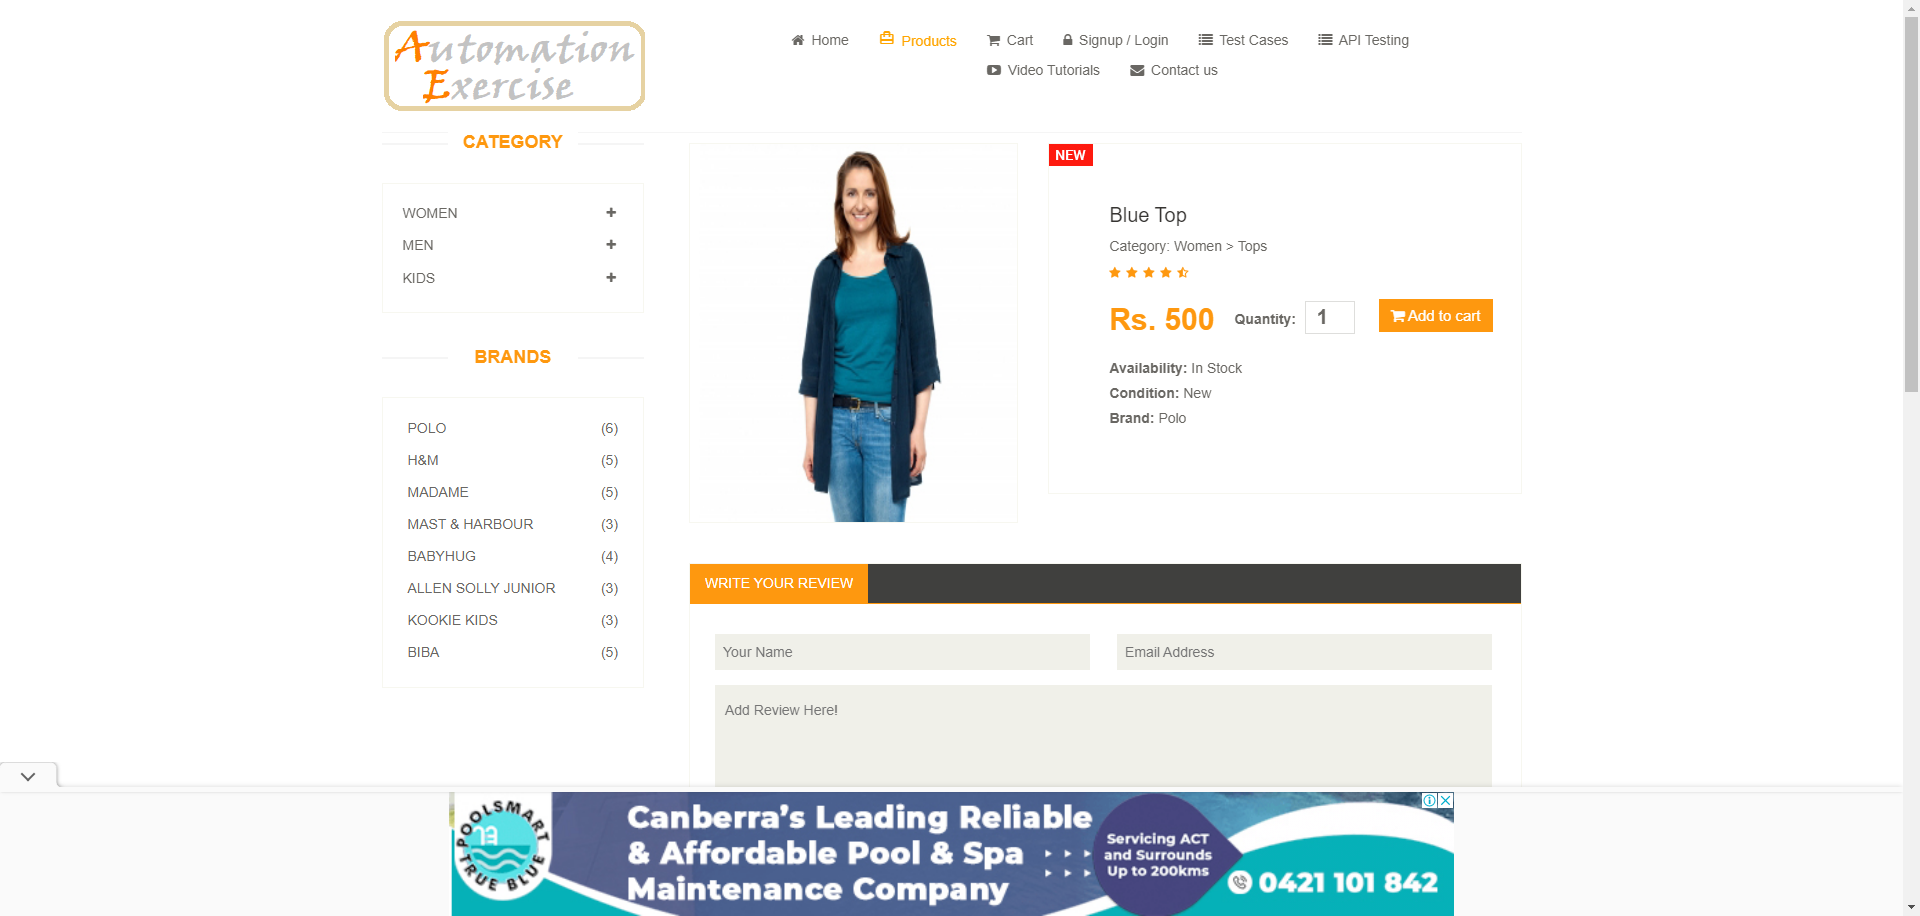 Automation
Exercise
Home
Products
Cart
Signup / Login
Test Cases
API Testing
Video Tutorials
Contact us
CATEGORY
WOMEN
MEN
KIDS
BRANDS
POLO (6)
H&M (5)
MADAME (5)
MAST & HARBOUR (3)
BABYHUG (4)
ALLEN SOLLY JUNIOR (3)
KOOKIE KIDS (3)
BIBA (5)
NEW
Blue Top
Category: Women > Tops
Rs. 500 Quantity: 1 Add to cart
Availability: In Stock
Condition: New
Brand: Polo
WRITE YOUR REVIEW
Your Name
Email Address
Add Review Here!
POOLSMART
TRUE BLUE
Canberra's Leading Reliable
& Affordable Pool & Spa
Maintenance Company
Servicing ACT
and Surrounds
Up to 200kms
0421 101 842